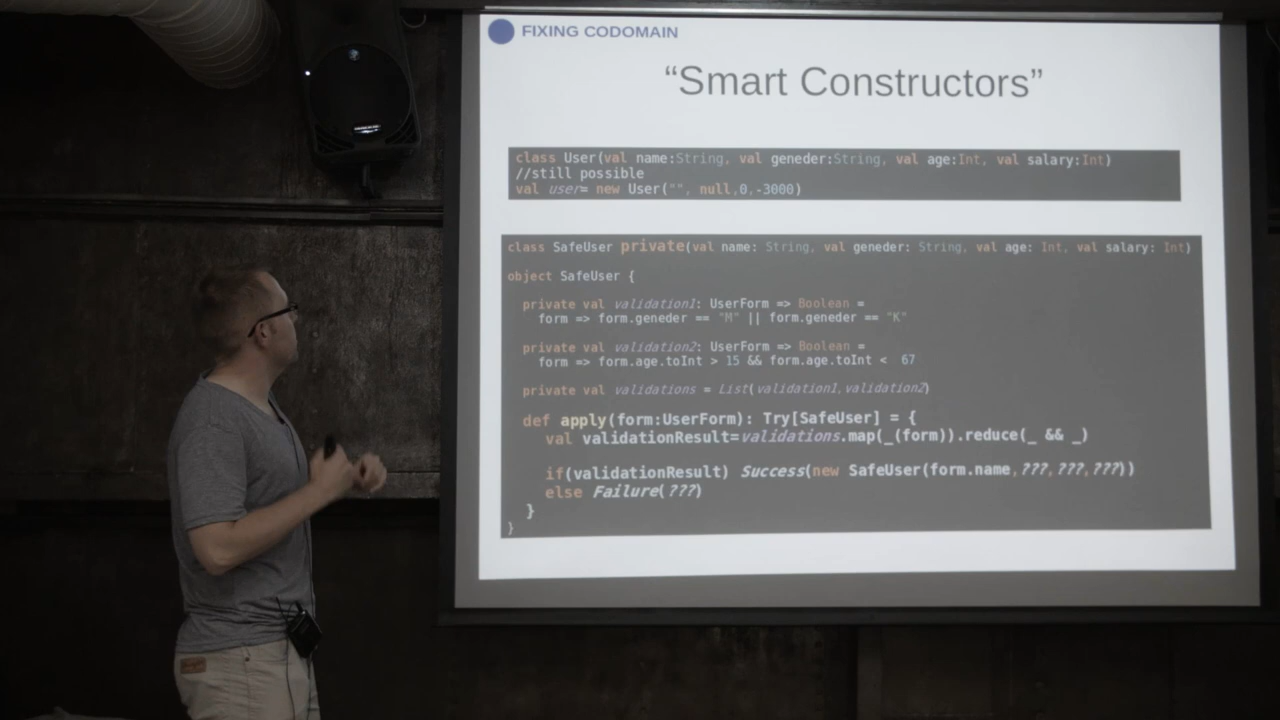 FIXING CODOMAIN
“Smart Constructors”
class User(val name:String, val geneder:String, val age:Int, val salary:Int)
//still possible
val user= new User("", null,0,-3000)
class SafeUser private(val name: String, val geneder: String, val age: Int, val salary: Int)
object SafeUser {
private val validation1: UserForm => Boolean =
form => form.geneder == "M" || form.geneder == "K"
private val validation2: UserForm => Boolean =
form => form.age.toInt > 15 && form.age.toInt < 67
private val validations = List(validation1,validation2)
def apply(form:UserForm): Try[SafeUser] = {
val validationResult=validations.map(_(form)).reduce(_ && _)
if(validationResult) Success(new SafeUser(form.name,???,???,???))
else Failure(???)
}
}